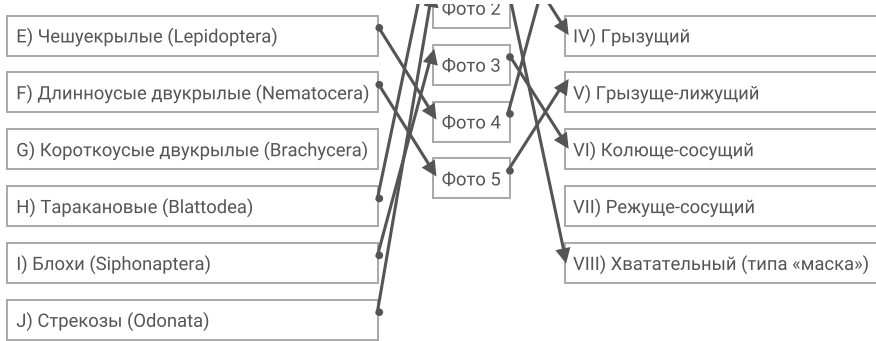 E) Чешуекрылые (Lepidoptera)
F) Длинноусые двукрылые (Nematocera)
G) Короткоусые двукрылые (Brachycera)
H) Таракановые (Blattodea)
I) Блохи (Siphonaptera)
J) Стрекозы (Odonata)
Фото 2
Фото 3
Фото 4
Фото 5
IV) Грызущий
V) Грызуще-лижущий
VI) Колюще-сосущий
VII) Режуще-сосущий
VIII) Хватательный (типа «маска»)